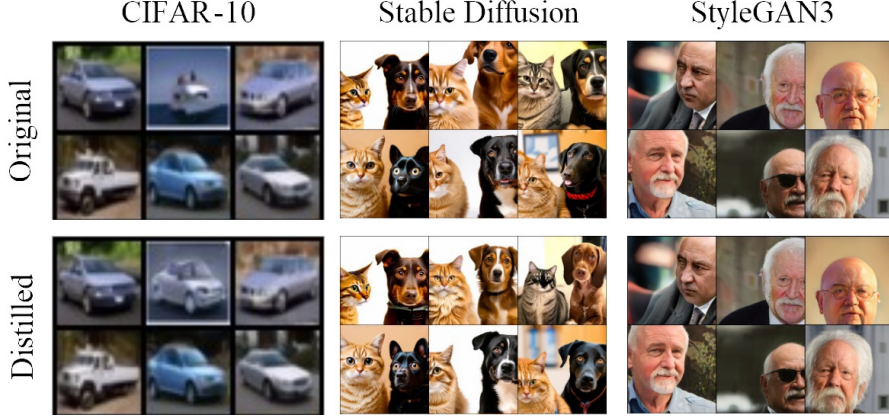 CIFAR-10
Stable Diffusion
StyleGAN3
Original
Distilled